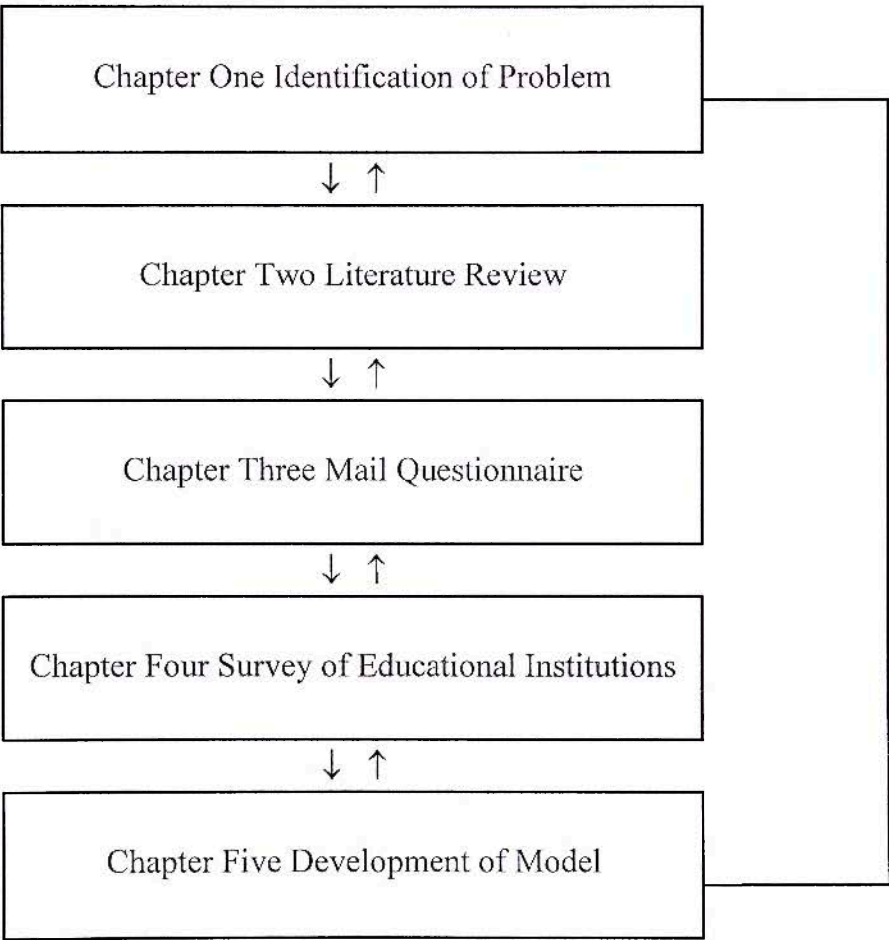 Chapter One Identification of Problem
↓ ↑
Chapter Two Literature Review
↓ ↑
Chapter Three Mail Questionnaire
↓ ↑
Chapter Four Survey of Educational Institutions
↓ ↑
Chapter Five Development of Model